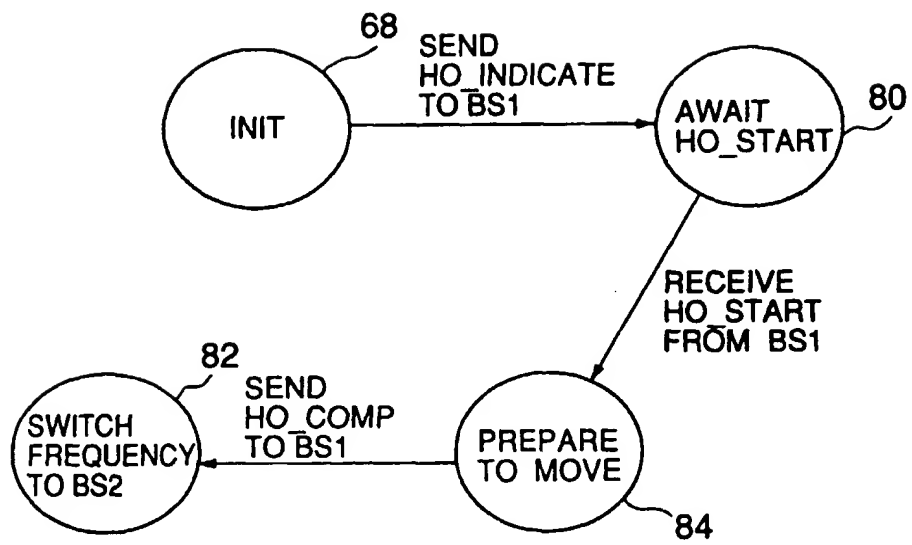 68
SEND
HO_INDICATE
TO BS1
INIT
AWAIT
HO_START
80
RECEIVE
HO_START
FROM BS1
82
SEND
HO_COMP
TO BS1
SWITCH
FREQUENCY
TO BS2
PREPARE
TO MOVE
84